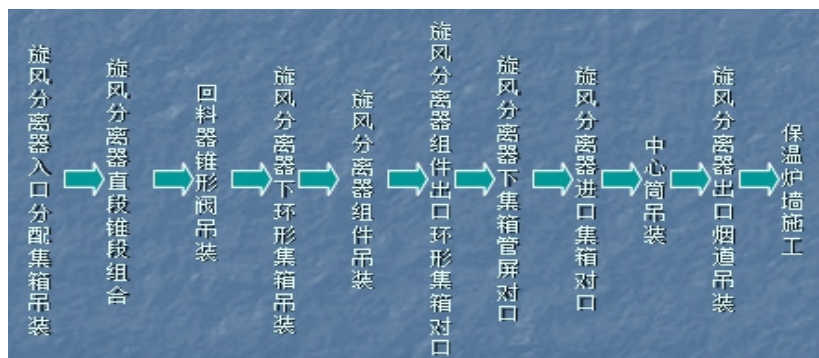 旋风分离器入口分配集箱吊装
旋风分离器直段锥段组合
回料器锥形阀吊装
旋风分离器下环形集箱吊装
旋风分离器组件吊装
旋风分离器组件出口环形集箱对口
旋风分离器下集箱管屏对口
旋风分离器进口集箱对口
中心筒吊装
旋风分离器出口烟道吊装
保温炉墙施工